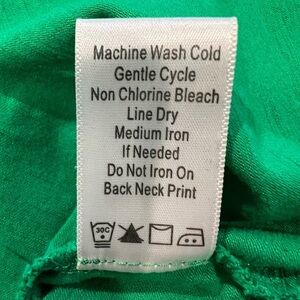 Machine Wash Cold
Gentle Cycle
Non Chlorine Bleach
Line Dry
Medium Iron
If Needed
Do Not Iron On
Back Neck Print
30C